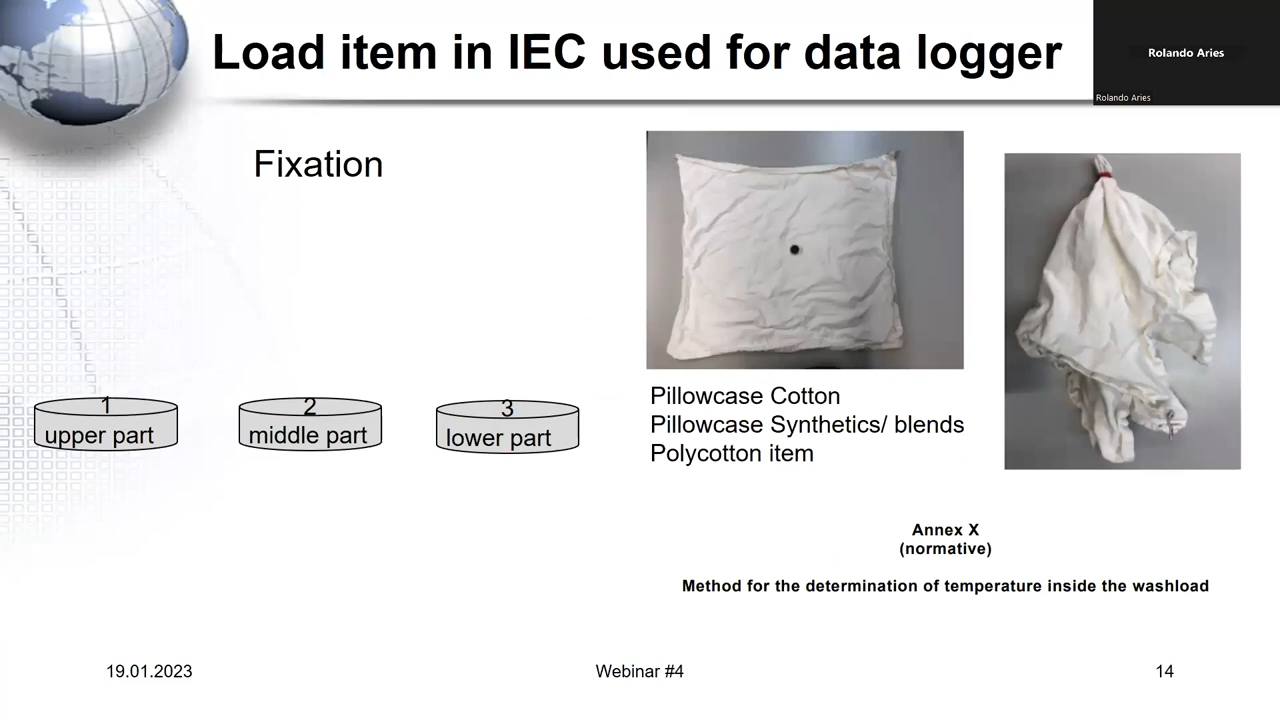 Load item in IEC used for data logger
Rolando Aries
Rolando Aries
Fixation
1
upper part
2
middle part
3
lower part
Pillowcase Cotton
Pillowcase Synthetics/ blends
Polycotton item
Annex X
(normative)
Method for the determination of temperature inside the washload
19.01.2023
Webinar #4
14